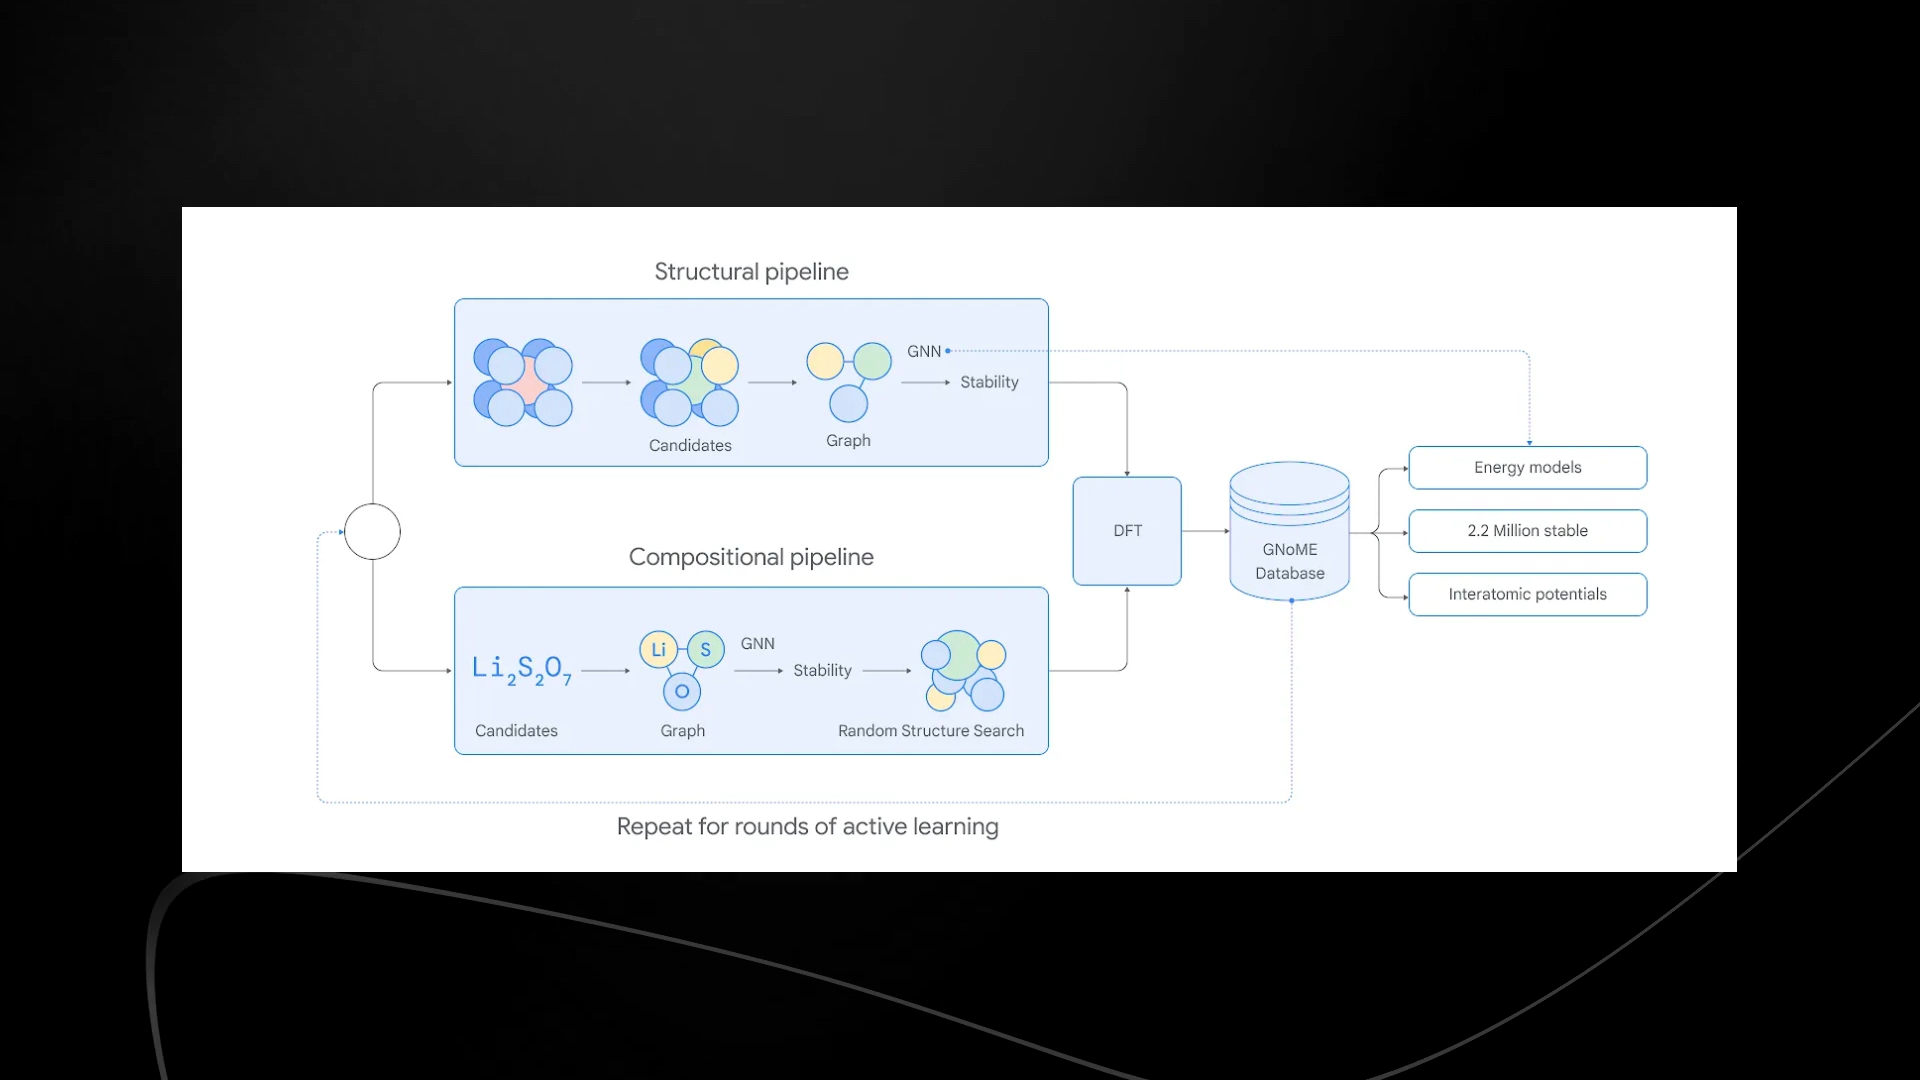 Structural pipeline
GNN
Stability
Candidates
Graph
Energy models
DFT
2.2 Million stable
GNoME
Database
Interatomic potentials
Compositional pipeline
Li₂S₂O₇
Li
S
O
GNN
Stability
Candidates
Graph
Random Structure Search
Repeat for rounds of active learning